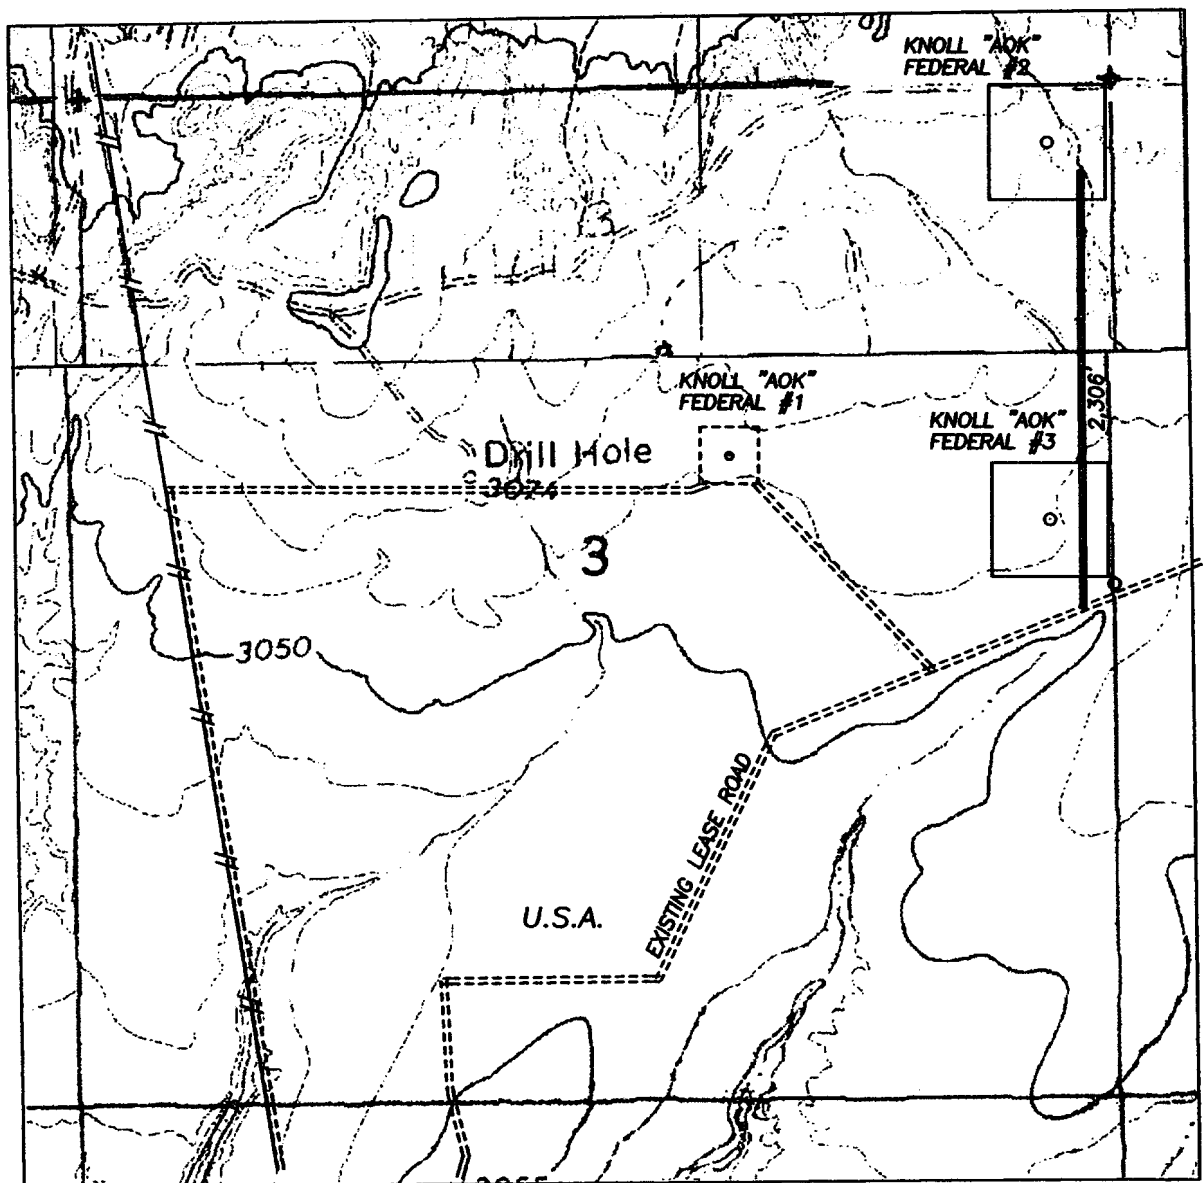 KNOLL "AOK"
FEDERAL #2
KNOLL "AOK"
FEDERAL #1
2,306'
KNOLL "AOK"
FEDERAL #3
Drill Hole
3074
3
3050
EXISTING LEASE ROAD
U.S.A.